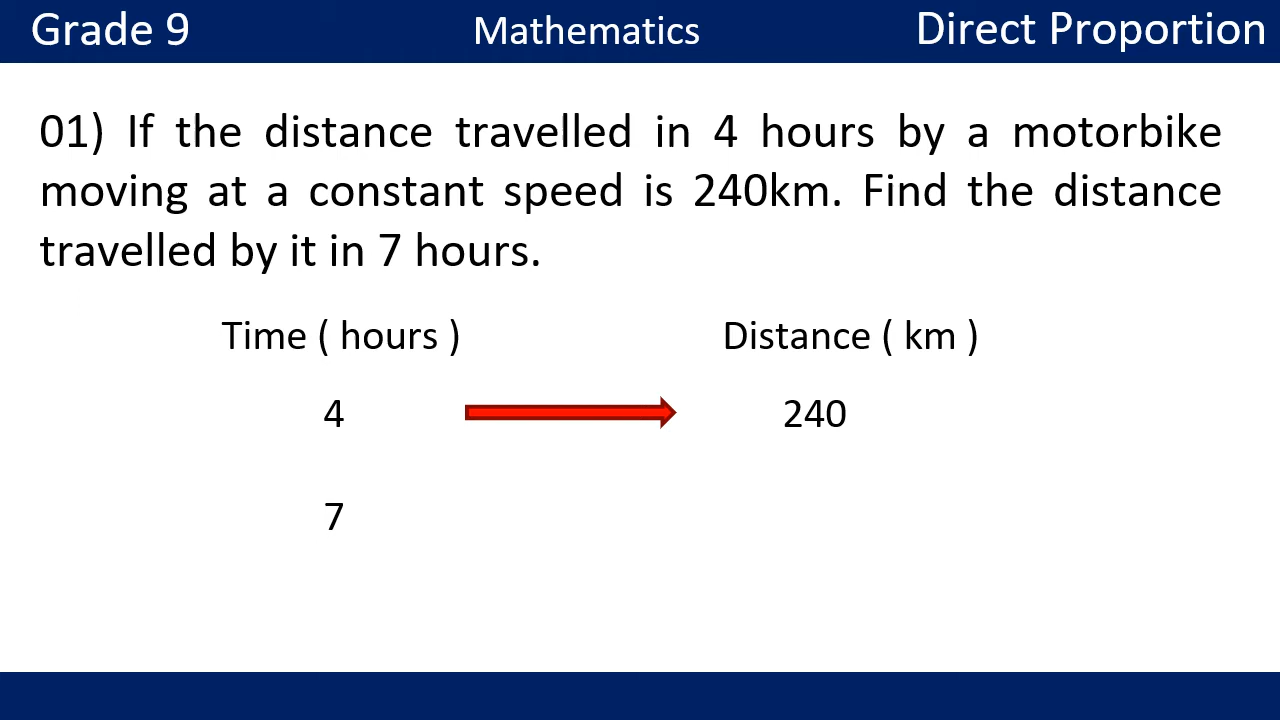 Grade 9 Mathematics Direct Proportion
01) If the distance travelled in 4 hours by a motorbike
moving at a constant speed is 240km. Find the distance
travelled by it in 7 hours.
Time ( hours ) Distance ( km )
4 240
7